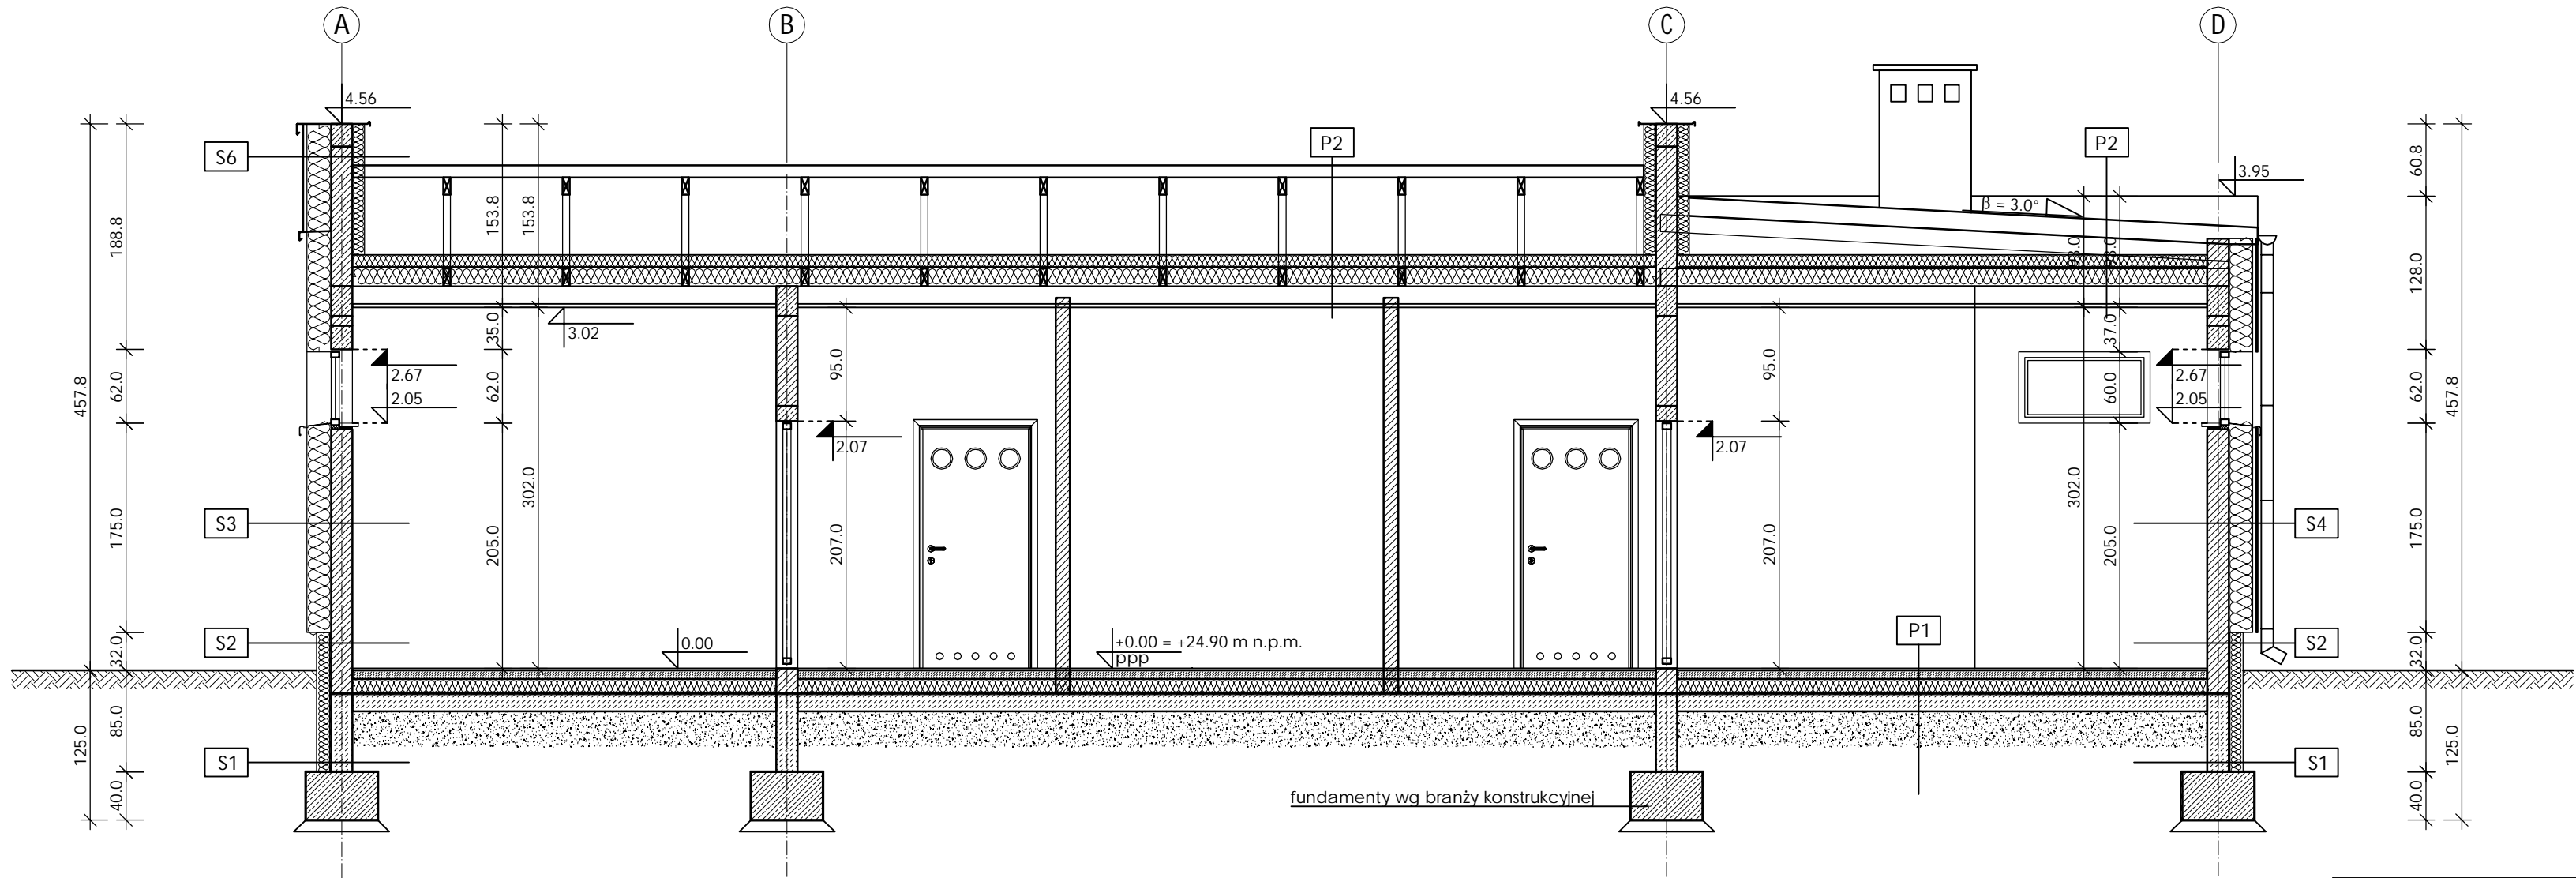 A
B
C
D
4.56
4.56
S6
P2
P2
3.95
β = 3.0°
60.8
188.8
153.8
153.8
93.0
93.0
128.0
3.02
35.0
37.0
95.0
95.0
457.8
62.0
2.67
2.05
62.0
60.0
2.67
2.05
62.0
457.8
2.07
2.07
302.0
302.0
S3
175.0
205.0
207.0
207.0
205.0
S4
175.0
S2
32.0
0.00
±0.00 = +24.90 m n.p.m.
ppp
P1
S2
32.0
125.0
85.0
85.0
125.0
S1
S1
40.0
fundamenty wg branży konstrukcyjnej
40.0